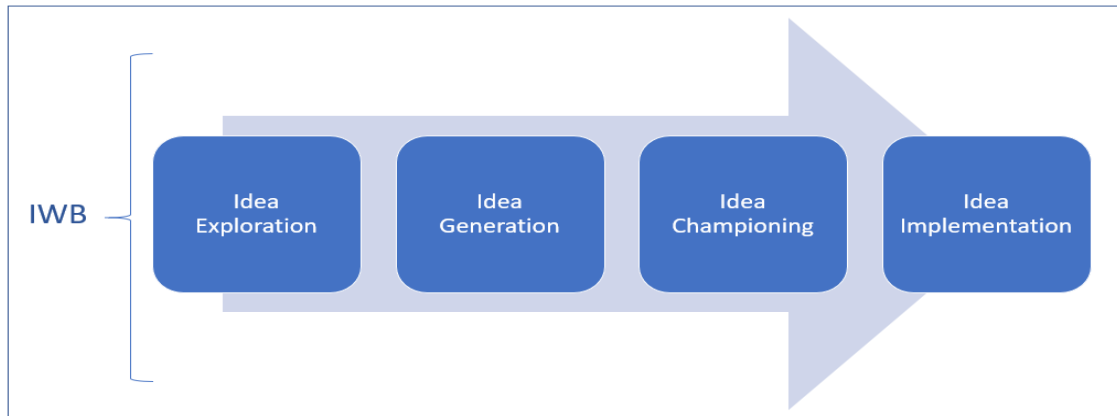 IWB
Idea
Exploration
Idea
Generation
Idea
Championing
Idea
Implementation